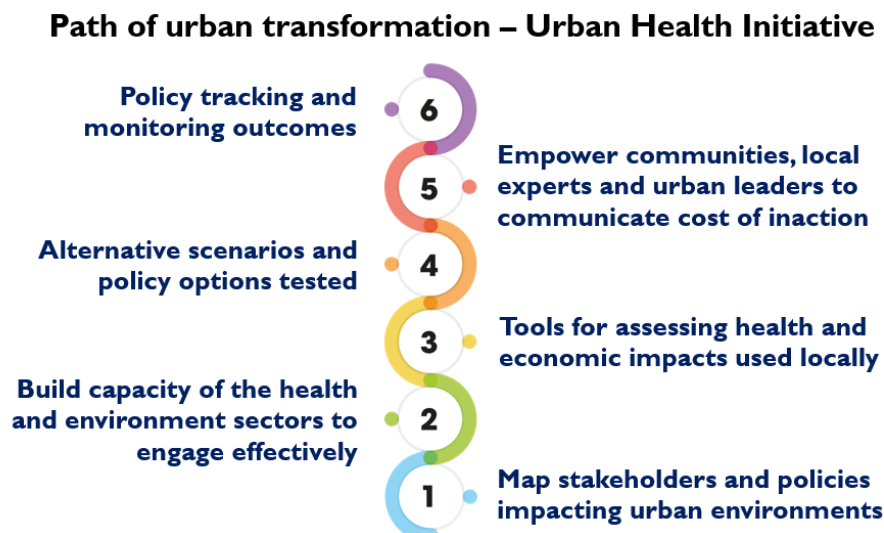 Path of urban transformation – Urban Health Initiative
6
Policy tracking and
monitoring outcomes
5
Empower communities, local
experts and urban leaders to
communicate cost of inaction
4
Alternative scenarios and
policy options tested
3
Tools for assessing health and
economic impacts used locally
2
Build capacity of the health
and environment sectors to
engage effectively
1
Map stakeholders and policies
impacting urban environments